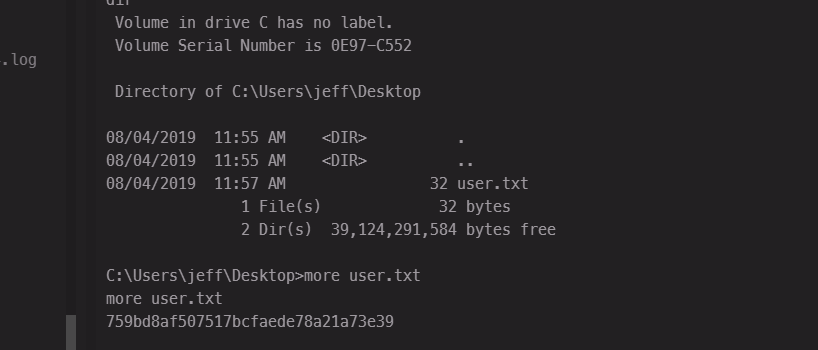 dir
 Volume in drive C has no label.
 Volume Serial Number is 0E97-C552
.log
 Directory of C:\Users\jeff\Desktop
08/04/2019  11:55 AM    <DIR>          .
08/04/2019  11:55 AM    <DIR>          ..
08/04/2019  11:57 AM                32 user.txt
               1 File(s)             32 bytes
               2 Dir(s)  39,124,291,584 bytes free
C:\Users\jeff\Desktop>more user.txt
more user.txt
759bd8af507517bcfaede78a21a73e39